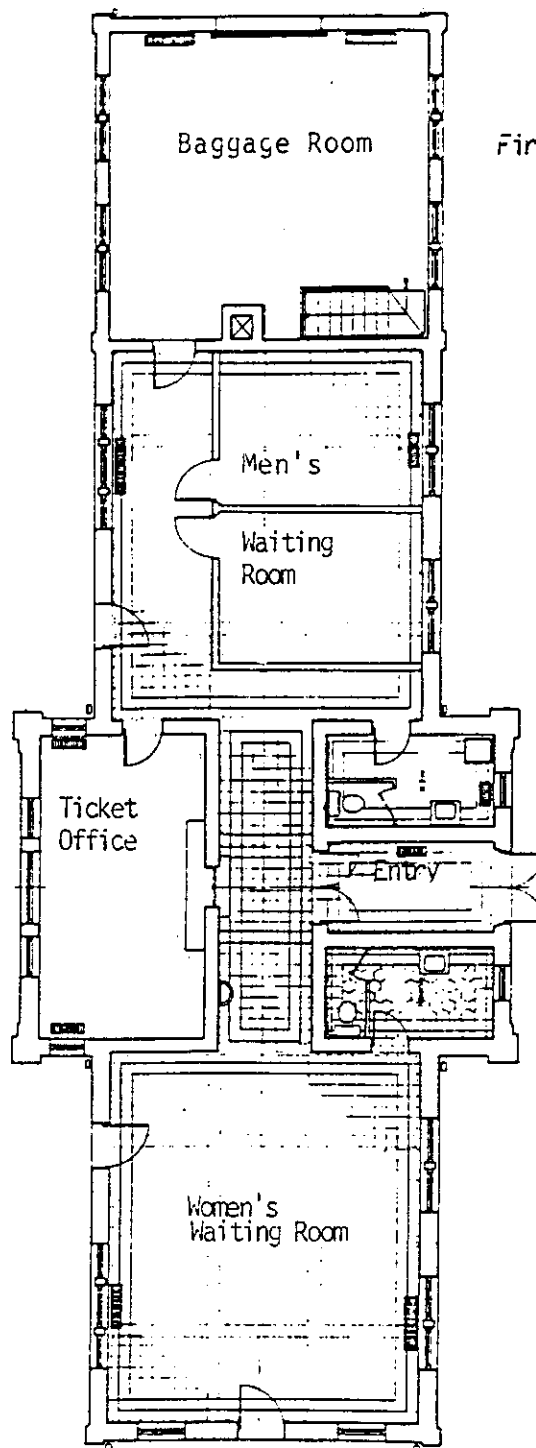 Baggage Room
Fir
Men's
Waiting
Room
Ticket
Office
Entry
Women's
Waiting Room